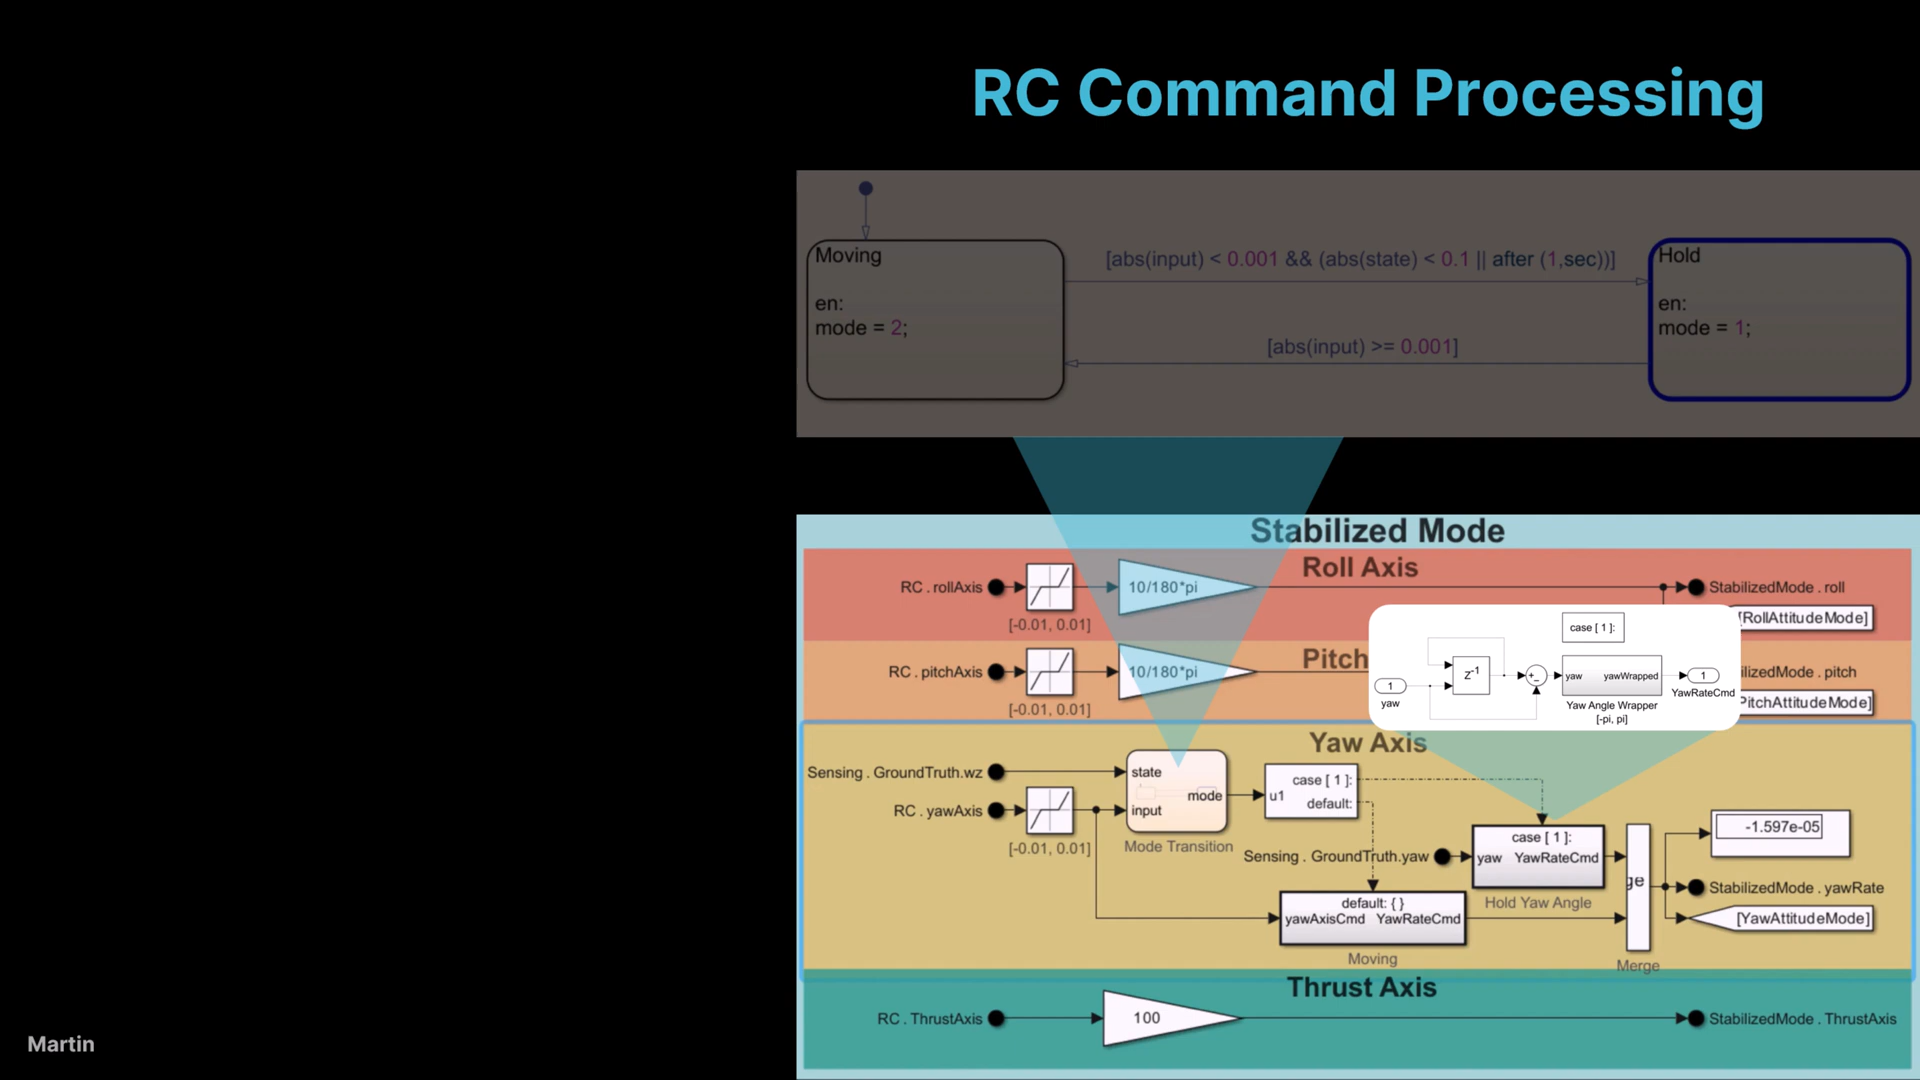 RC Command Processing
Moving
en:
mode = 2;
[abs(input) < 0.001 && (abs(state) < 0.1 || after (1,sec))]
[abs(input) >= 0.001]
Hold
en:
mode = 1;
Stabilized Mode
Roll Axis
RC . rollAxis
[-0.01, 0.01]
10/180*pi
StabilizedMode . roll
[RollAttitudeMode]
Pitch
RC . pitchAxis
[-0.01, 0.01]
10/180*pi
ilizedMode . pitch
PitchAttitudeMode]
case [ 1 ]:
1
yaw
z-1
+
-
yaw yawWrapped
Yaw Angle Wrapper
[-pi, pi]
1
YawRateCmd
Yaw Axis
Sensing . GroundTruth.wz
RC . yawAxis
[-0.01, 0.01]
state
mode
input
Mode Transition
u1
case [ 1 ]:
default:
Sensing . GroundTruth.yaw
case [ 1 ]:
yaw YawRateCmd
Hold Yaw Angle
default: { }
yawAxisCmd YawRateCmd
Moving
ge
Merge
-1.597e-05
StabilizedMode . yawRate
[YawAttitudeMode]
Thrust Axis
RC . ThrustAxis
100
StabilizedMode . ThrustAxis
Martin